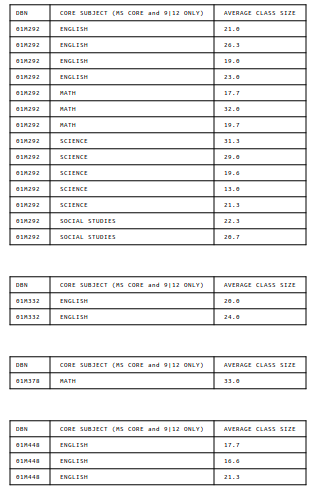 DBN CORE SUBJECT (MS CORE and 9|12 ONLY) AVERAGE CLASS SIZE
01M292 ENGLISH 21.0
01M292 ENGLISH 26.3
01M292 ENGLISH 19.0
01M292 ENGLISH 23.0
01M292 MATH 17.7
01M292 MATH 32.0
01M292 MATH 19.7
01M292 SCIENCE 31.3
01M292 SCIENCE 29.0
01M292 SCIENCE 19.6
01M292 SCIENCE 13.0
01M292 SCIENCE 21.3
01M292 SOCIAL STUDIES 22.3
01M292 SOCIAL STUDIES 20.7
DBN CORE SUBJECT (MS CORE and 9|12 ONLY) AVERAGE CLASS SIZE
01M332 ENGLISH 20.0
01M332 ENGLISH 24.0
DBN CORE SUBJECT (MS CORE and 9|12 ONLY) AVERAGE CLASS SIZE
01M378 MATH 33.0
DBN CORE SUBJECT (MS CORE and 9|12 ONLY) AVERAGE CLASS SIZE
01M448 ENGLISH 17.7
01M448 ENGLISH 16.6
01M448 ENGLISH 21.3